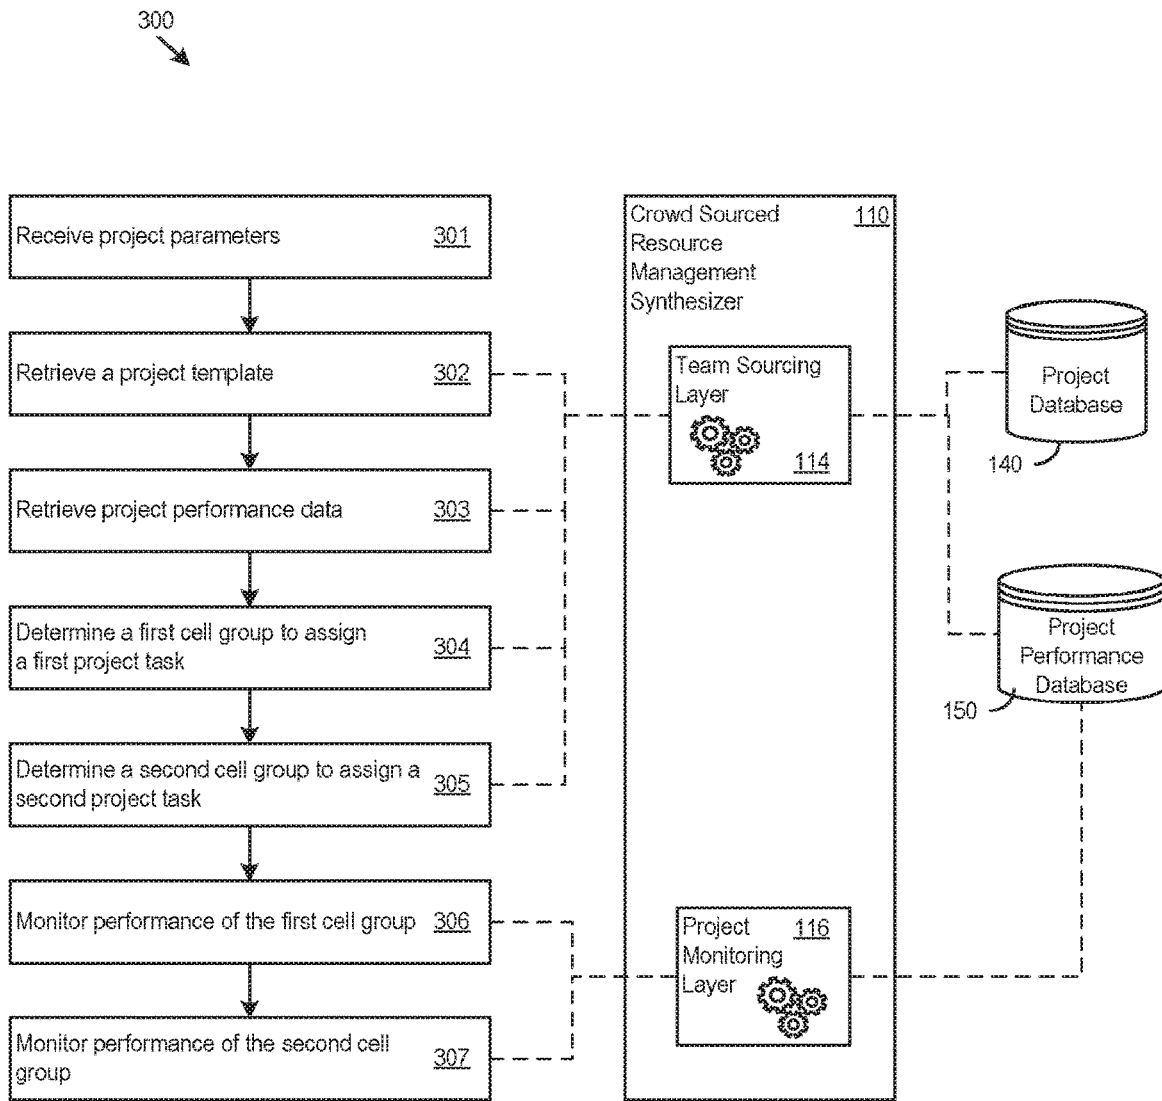 300
Receive project parameters 301
Retrieve a project template 302
Retrieve project performance data 303
Determine a first cell group to assign
a first project task
304
Determine a second cell group to assign a
second project task
305
Monitor performance of the first cell group 306
Monitor performance of the second cell
group
307
Crowd Sourced 110
Resource
Management
Synthesizer
Team Sourcing
Layer
114
Project 116
Monitoring
Layer
Project
Database
140
Project
Performance
Database
150